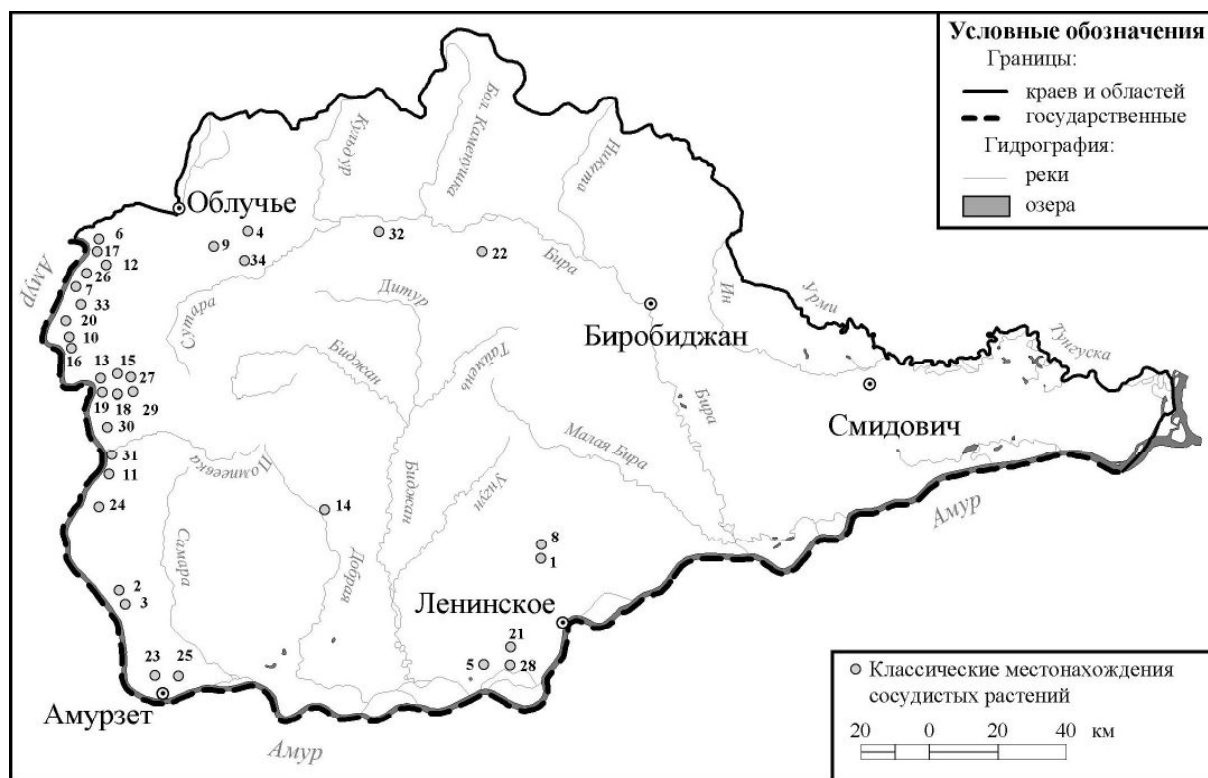 Условные обозначения
Границы:
краев и областей
государственные
Гидрография:
реки
озера
Кульдур
Бол. Каменушка
Никита
Облучье
6
4
32
17
9
22
12
34
Бира
Амур
26
7
Дитур
Ин
Урми
33
Сутара
20
Биробиджан
Тунгуска
10
16
Биджан
Таймень
13 15 27
19 18 29
Бира
Смидович
30
Малая Бира
31
Помпеевка
11
Биджан
Унгун
24
14
Амур
Самара
8
1
Добрая
2
3
Ленинское
21
23 25
5 28
Амурзет
Амур
Классические местонахождения
сосудистых растений
20 0 20 40 км